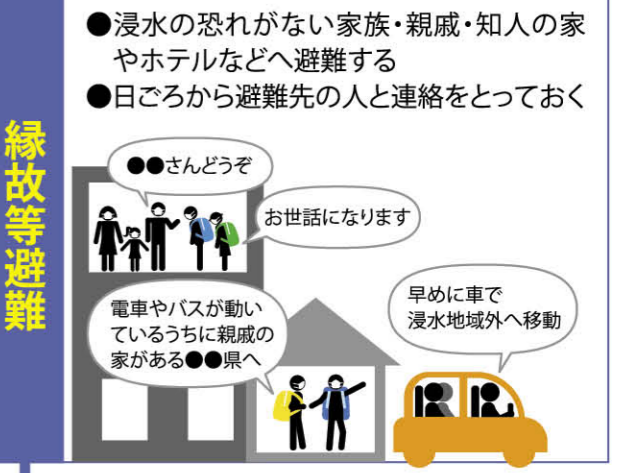 縁故等避難
●浸水の恐れがない家族・親戚・知人の家
やホテルなどへ避難する
●日ごろから避難先の人と連絡をとっておく
●●さんどうぞ
お世話になります
電車やバスが動い
ているうちに親戚の
家がある●●県へ
早めに車で
浸水地域外へ移動